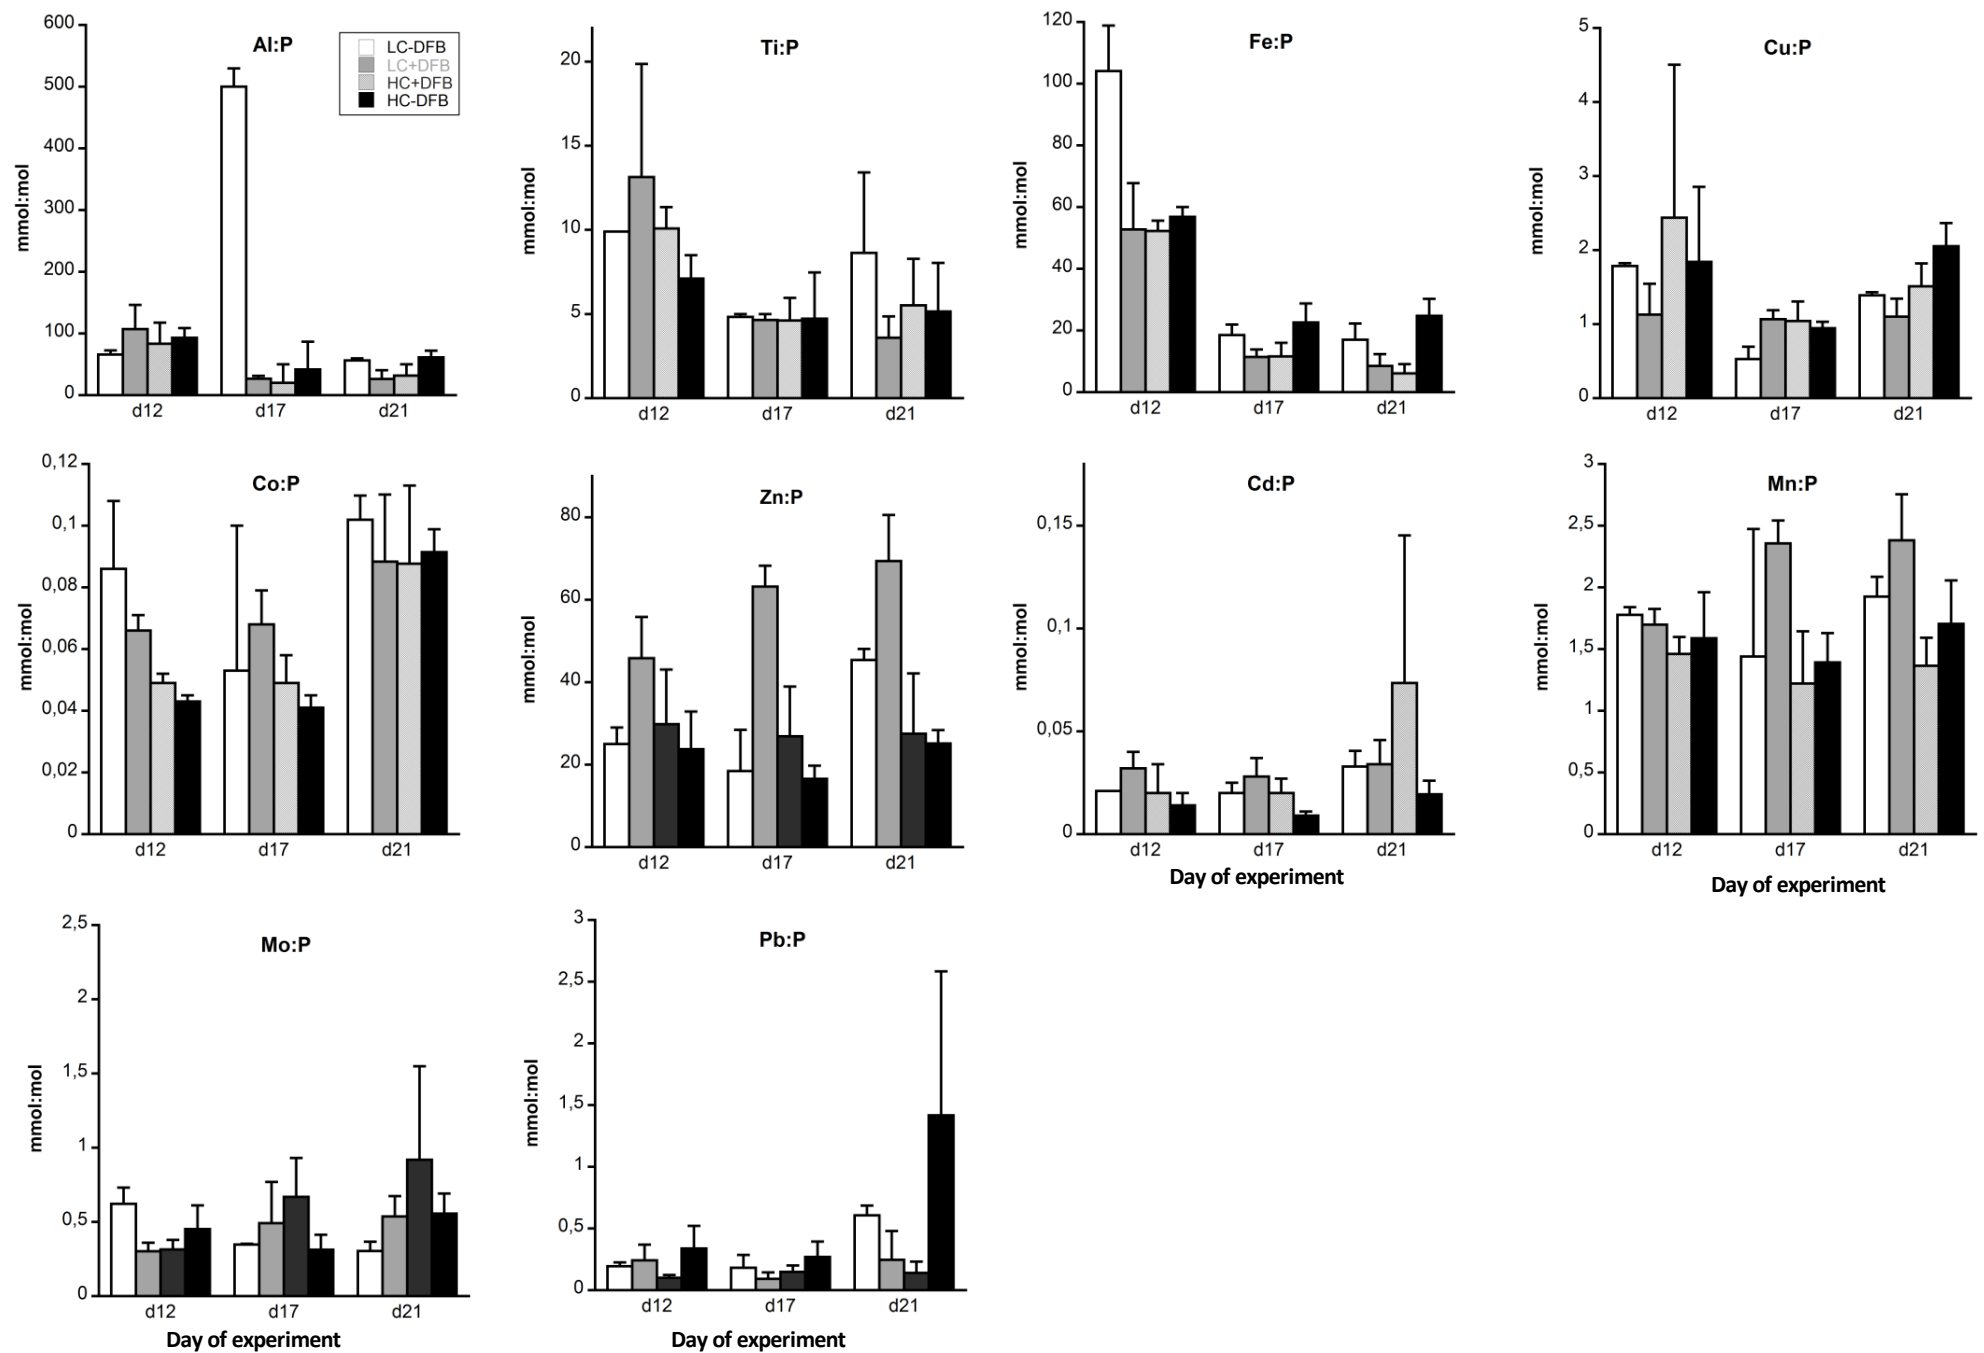 Al:P
LC-DFB
LC+DFB
HC+DFB
HC-DFB
mmol:mol
600
500
400
300
200
100
0
d12 d17 d21
Ti:P
mmol:mol
20
15
10
5
0
d12 d17 d21
Fe:P
mmol:mol
120
100
80
60
40
20
0
d12 d17 d21
Cu:P
mmol:mol
5
4
3
2
1
0
d12 d17 d21
Co:P
mmol:mol
0,12
0,1
0,08
0,06
0,04
0,02
0
d12 d17 d21
Zn:P
mmol:mol
80
60
40
20
0
d12 d17 d21
Cd:P
mmol:mol
0,15
0,1
0,05
0
d12 d17 d21
Day of experiment
Mn:P
mmol:mol
3
2,5
2
1,5
1
0,5
0
d12 d17 d21
Day of experiment
Mo:P
mmol:mol
2,5
2
1,5
1
0,5
0
d12 d17 d21
Day of experiment
Pb:P
mmol:mol
3
2,5
2
1,5
1
0,5
0
d12 d17 d21
Day of experiment